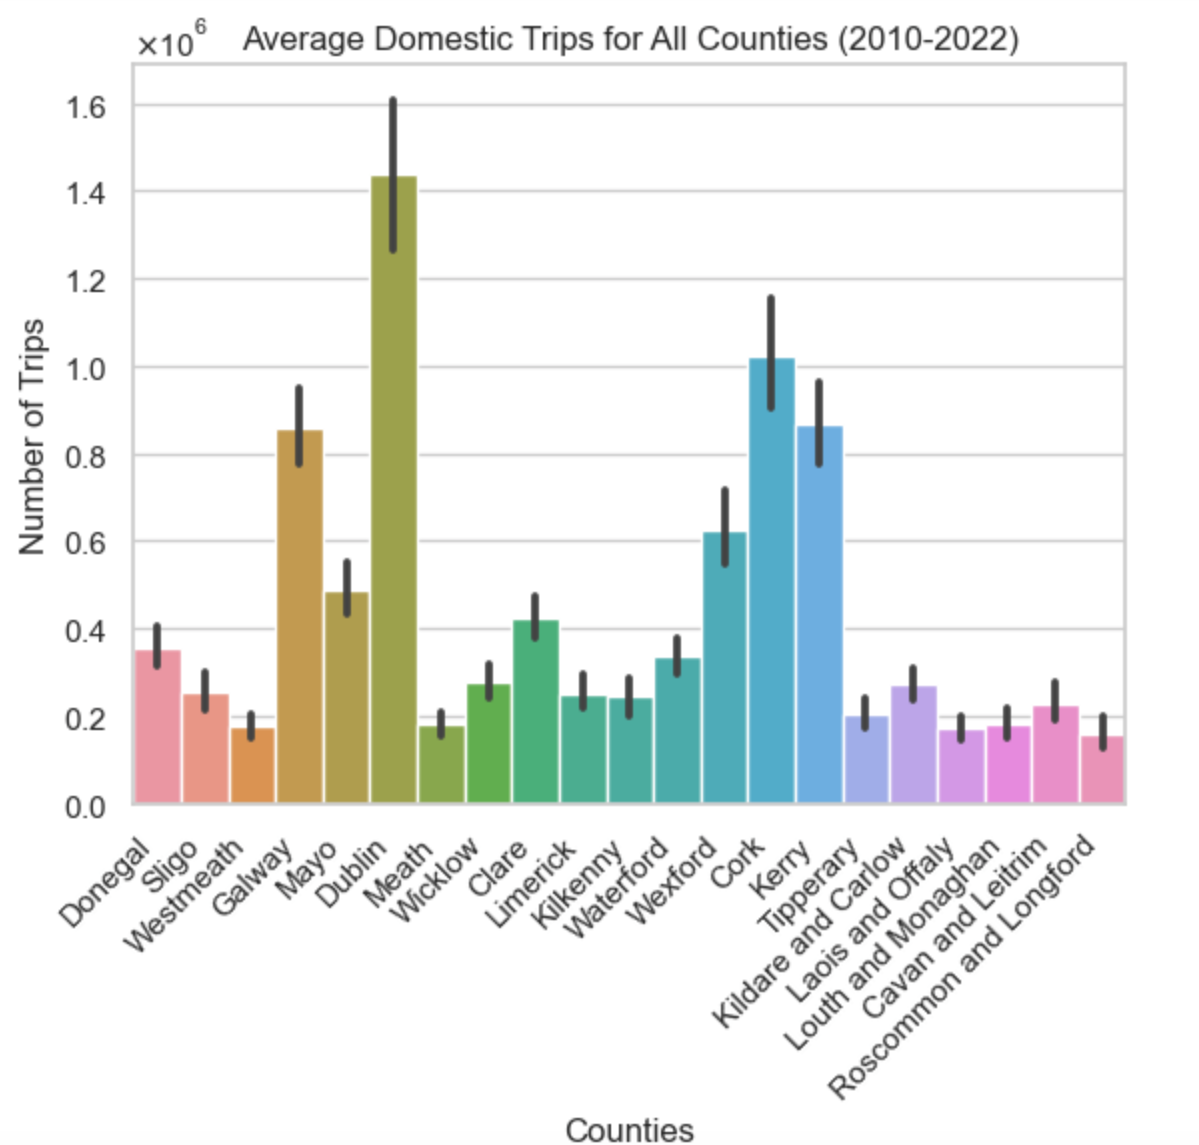 ×10⁶
Average Domestic Trips for All Counties (2010-2022)
Number of Trips
1.6
1.4
1.2
1.0
0.8
0.6
0.4
0.2
0.0
Donegal
Sligo
Westmeath
Galway
Mayo
Dublin
Meath
Wicklow
Clare
Limerick
Kilkenny
Waterford
Wexford
Cork
Kerry
Tipperary
Kildare and Carlow
Laois and Offaly
Louth and Monaghan
Cavan and Leitrim
Roscommon and Longford
Counties